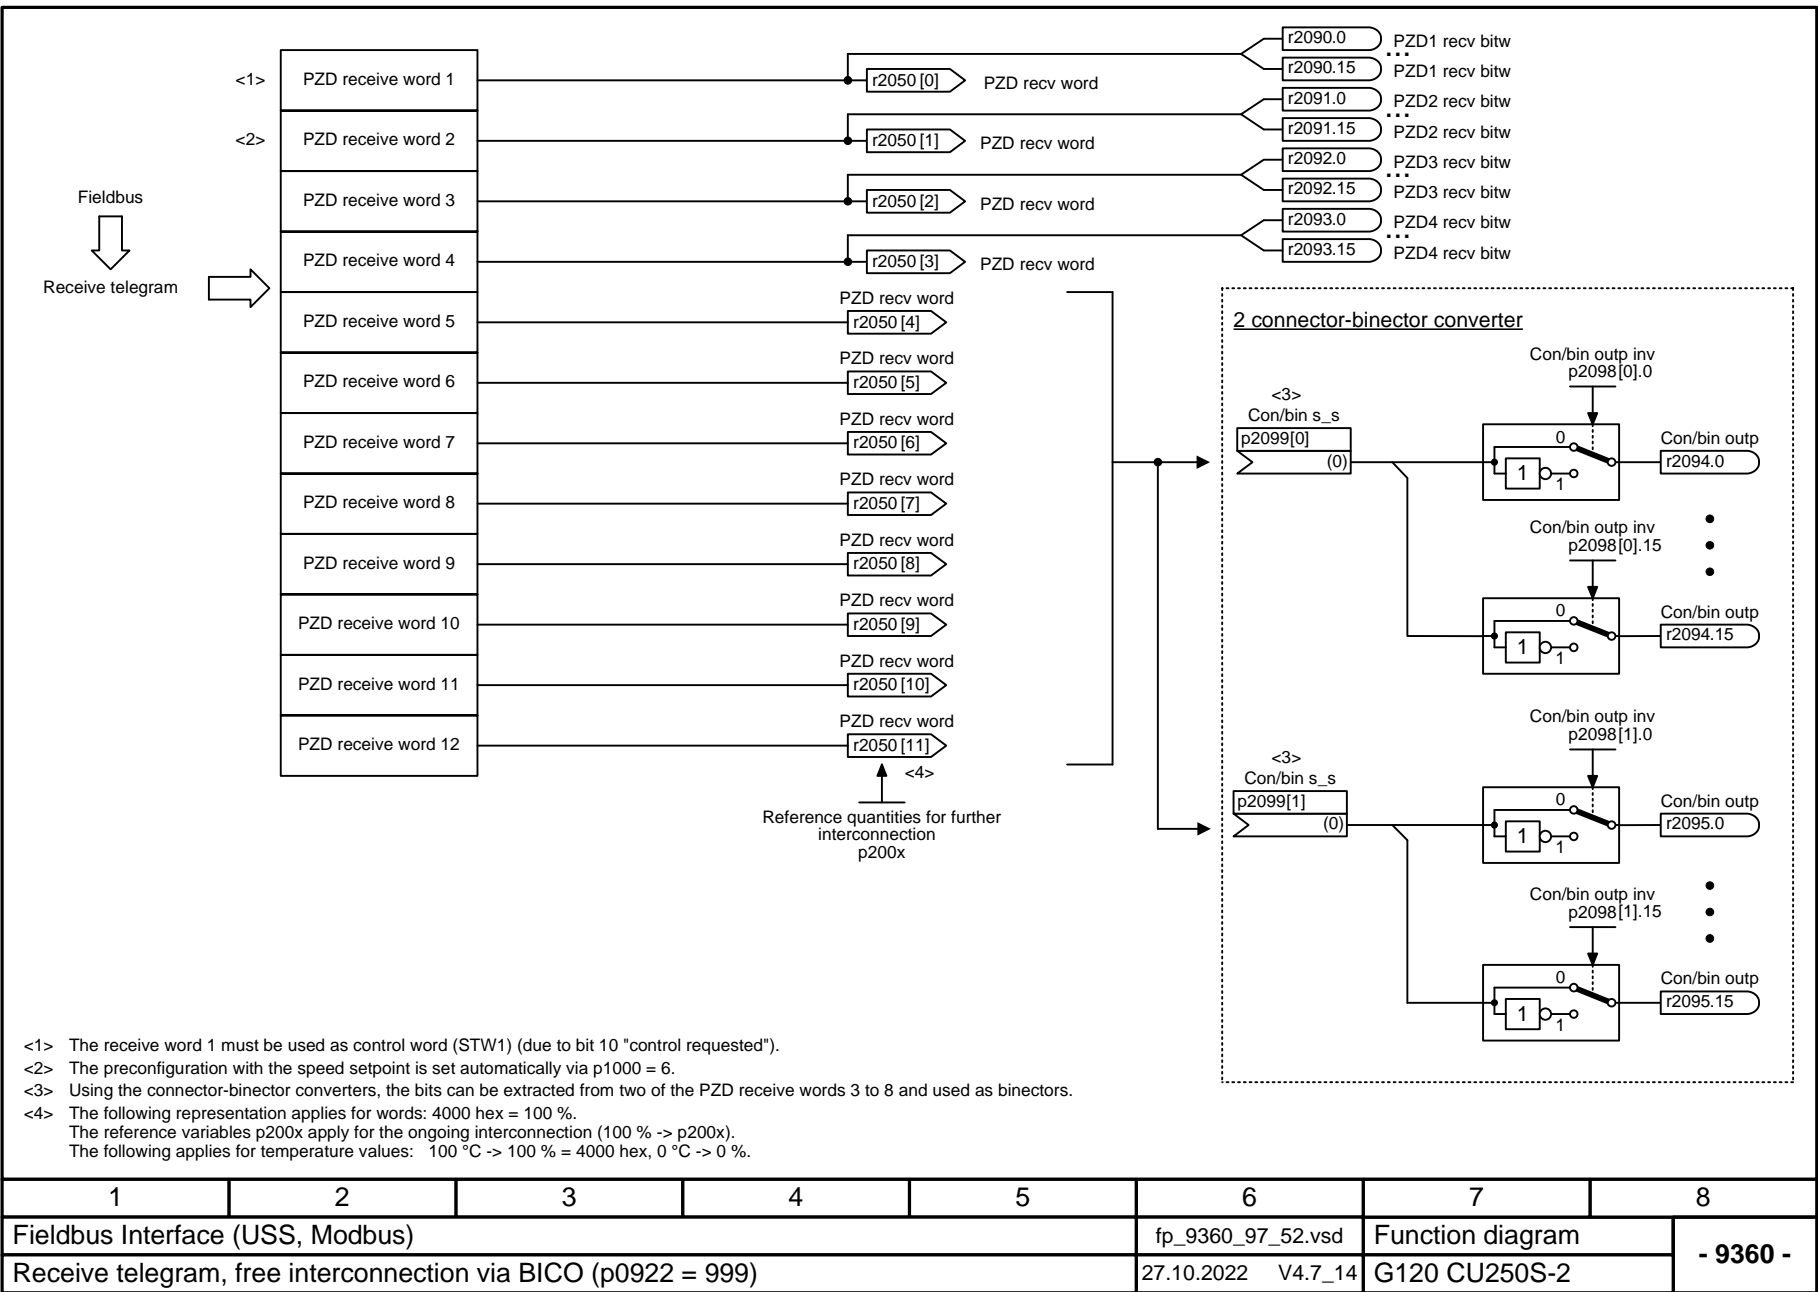 <1> PZD receive word 1 r2050 [0] PZD recv word
r2090.0 PZD1 recv bitw
...
r2090.15 PZD1 recv bitw
<2> PZD receive word 2 r2050 [1] PZD recv word
r2091.0 PZD2 recv bitw
...
r2091.15 PZD2 recv bitw
PZD receive word 3 r2050 [2] PZD recv word
r2092.0 PZD3 recv bitw
...
r2092.15 PZD3 recv bitw
PZD receive word 4 r2050 [3] PZD recv word
r2093.0 PZD4 recv bitw
...
r2093.15 PZD4 recv bitw
Fieldbus
Receive telegram
PZD recv word
PZD receive word 5 r2050 [4]
PZD recv word
PZD receive word 6 r2050 [5]
PZD recv word
PZD receive word 7 r2050 [6]
PZD recv word
PZD receive word 8 r2050 [7]
PZD recv word
PZD receive word 9 r2050 [8]
PZD recv word
PZD receive word 10 r2050 [9]
PZD recv word
PZD receive word 11 r2050 [10]
PZD recv word
PZD receive word 12 r2050 [11]
<4>
Reference quantities for further
interconnection
p200x
2 connector-binector converter
<3>
Con/bin s_s
p2099[0]
(0)
Con/bin outp inv
p2098[0].0
0
1
1
Con/bin outp
r2094.0
Con/bin outp inv
p2098[0].15
0
1
1
Con/bin outp
r2094.15
<3>
Con/bin s_s
p2099[1]
(0)
Con/bin outp inv
p2098[1].0
0
1
1
Con/bin outp
r2095.0
Con/bin outp inv
p2098[1].15
0
1
1
Con/bin outp
r2095.15
<1> The receive word 1 must be used as control word (STW1) (due to bit 10 "control requested").
<2> The preconfiguration with the speed setpoint is set automatically via p1000 = 6.
<3> Using the connector-binector converters, the bits can be extracted from two of the PZD receive words 3 to 8 and used as binectors.
<4> The following representation applies for words: 4000 hex = 100 %.
The reference variables p200x apply for the ongoing interconnection (100 % -> p200x).
The following applies for temperature values: 100 °C -> 100 % = 4000 hex, 0 °C -> 0 %.
1 2 3 4 5 6 7 8
Fieldbus Interface (USS, Modbus) fp_9360_97_52.vsd Function diagram
- 9360 -
Receive telegram, free interconnection via BICO (p0922 = 999) 27.10.2022 V4.7_14 G120 CU250S-2